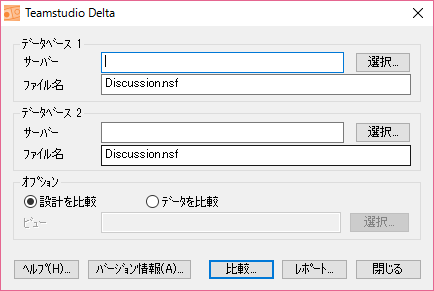 Teamstudio Delta
データベース 1
サーバー
選択...
ファイル名
Discussion.nsf
データベース 2
サーバー
選択...
ファイル名
Discussion.nsf
オプション
設計を比較 データを比較
ビュー
選択...
ヘルプ(H)... バージョン情報(A)... 比較... レポート... 閉じる